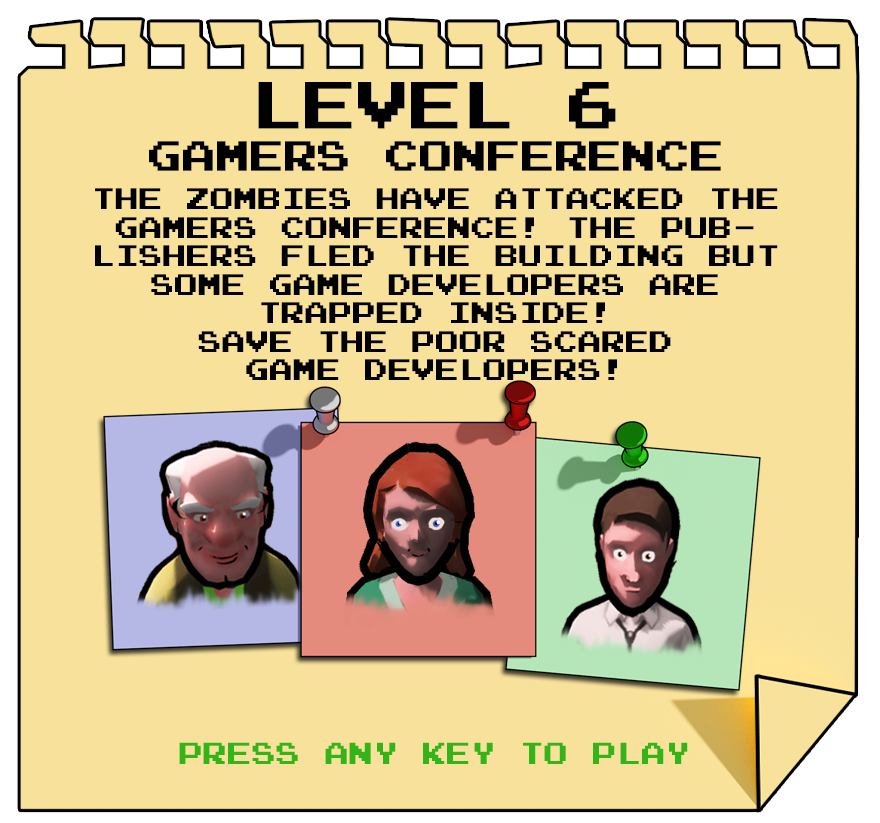 LEVEL 6
GAMERS CONFERENCE
THE ZOMBIES HAVE ATTACKED THE
GAMERS CONFERENCE! THE PUB-
LISHERS FLED THE BUILDING BUT
SOME GAME DEVELOPERS ARE
TRAPPED INSIDE!
SAVE THE POOR SCARED
GAME DEVELOPERS!
PRESS ANY KEY TO PLAY